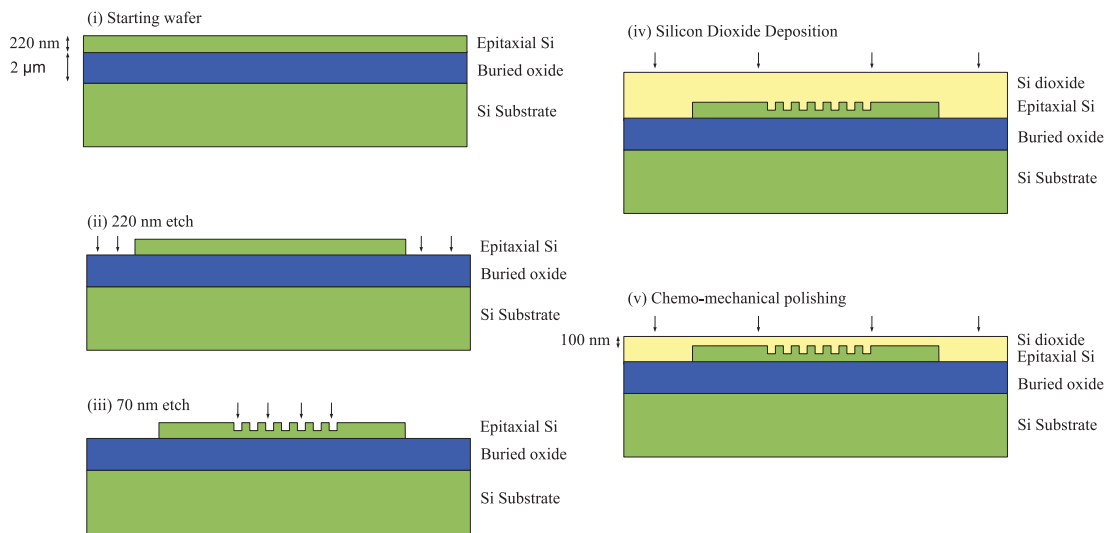 (i) Starting wafer
220 nm
Epitaxial Si
2 μm
Buried oxide
Si Substrate
(ii) 220 nm etch
Epitaxial Si
Buried oxide
Si Substrate
(iii) 70 nm etch
Epitaxial Si
Buried oxide
Si Substrate
(iv) Silicon Dioxide Deposition
Si dioxide
Epitaxial Si
Buried oxide
Si Substrate
(v) Chemo-mechanical polishing
100 nm
Si dioxide
Epitaxial Si
Buried oxide
Si Substrate